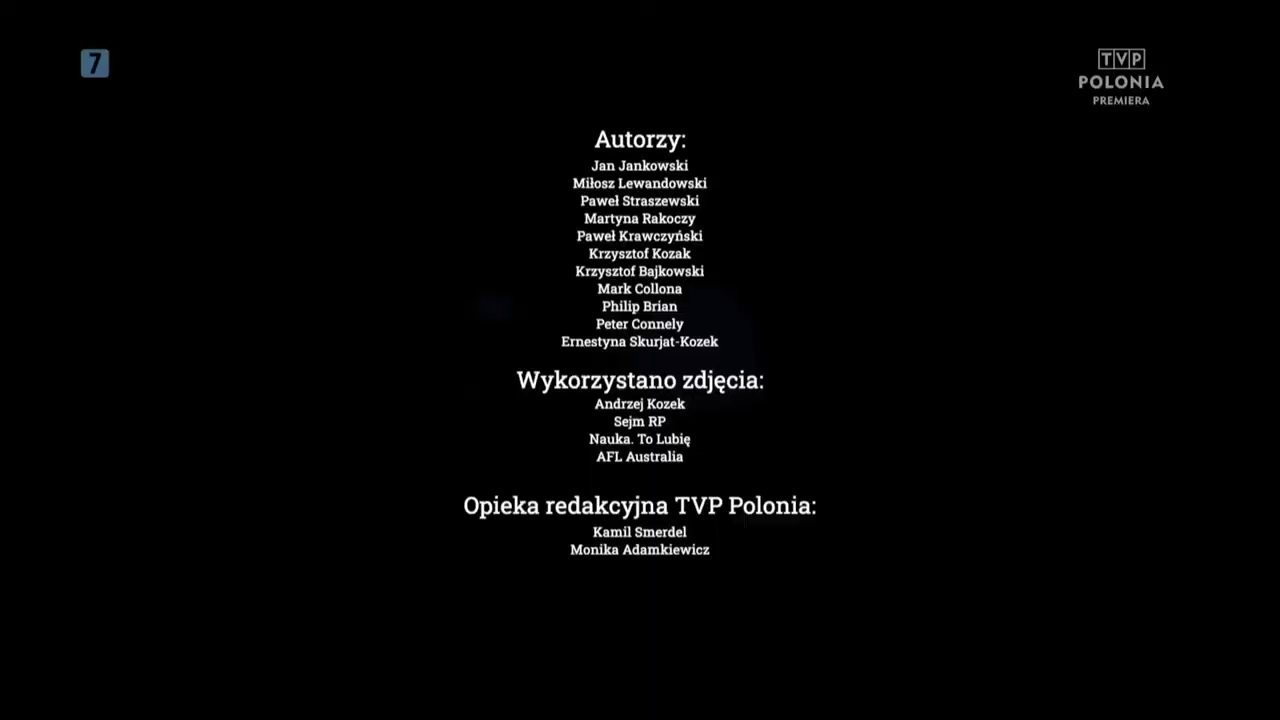 7
TVP
POLONIA
PREMIERA
Autorzy:
Jan Jankowski
Miłosz Lewandowski
Paweł Straszewski
Martyna Rakoczy
Paweł Krawczyński
Krzysztof Kozak
Krzysztof Bajkowski
Mark Collona
Philip Brian
Peter Connely
Ernestyna Skurjat-Kozek
Wykorzystano zdjęcia:
Andrzej Kozek
Sejm RP
Nauka. To Lubię
AFL Australia
Opieka redakcyjna TVP Polonia:
Kamil Smerdel
Monika Adamkiewicz